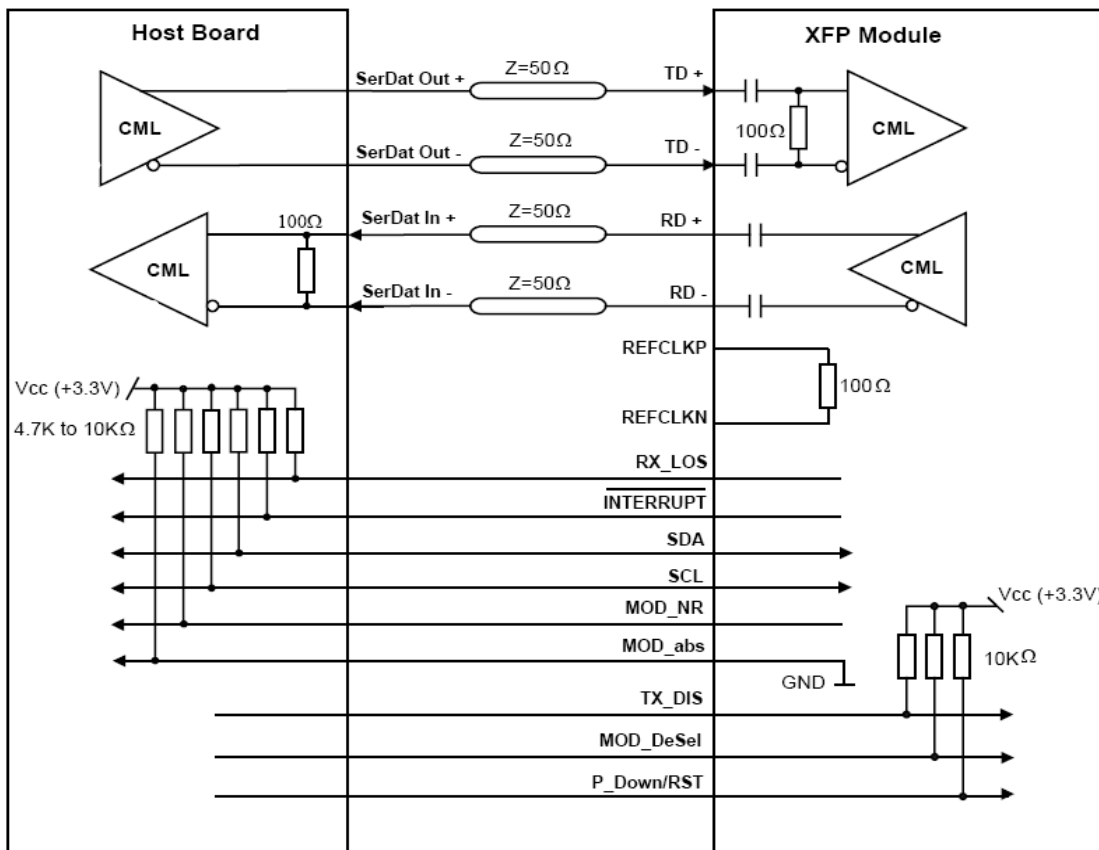 Host Board
XFP Module
SerDat Out +
Z=50Ω
TD +
CML
100Ω
CML
SerDat Out -
Z=50Ω
TD -
100Ω
SerDat In +
Z=50Ω
RD +
CML
CML
SerDat In -
Z=50Ω
RD -
REFCLKP
100Ω
REFCLKN
Vcc (+3.3V)
4.7K to 10KΩ
RX_LOS
INTERRUPT
SDA
SCL
MOD_NR
Vcc (+3.3V)
MOD_abs
10KΩ
GND
TX_DIS
MOD_DeSel
P_Down/RST